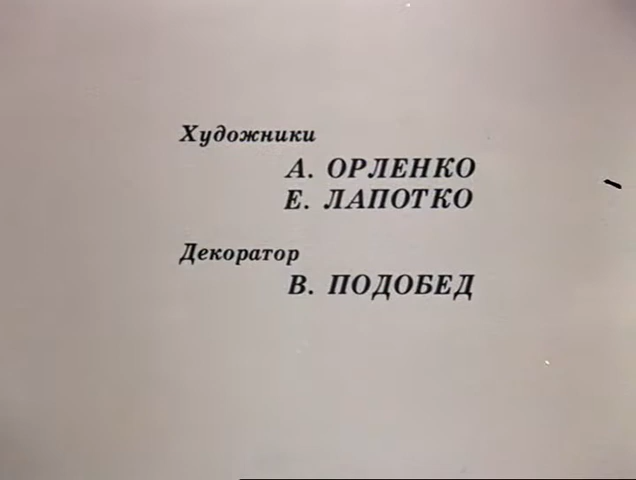 Художники
А. ОРЛЕНКО
Е. ЛАПОТКО
Декоратор
В. ПОДОБЕД